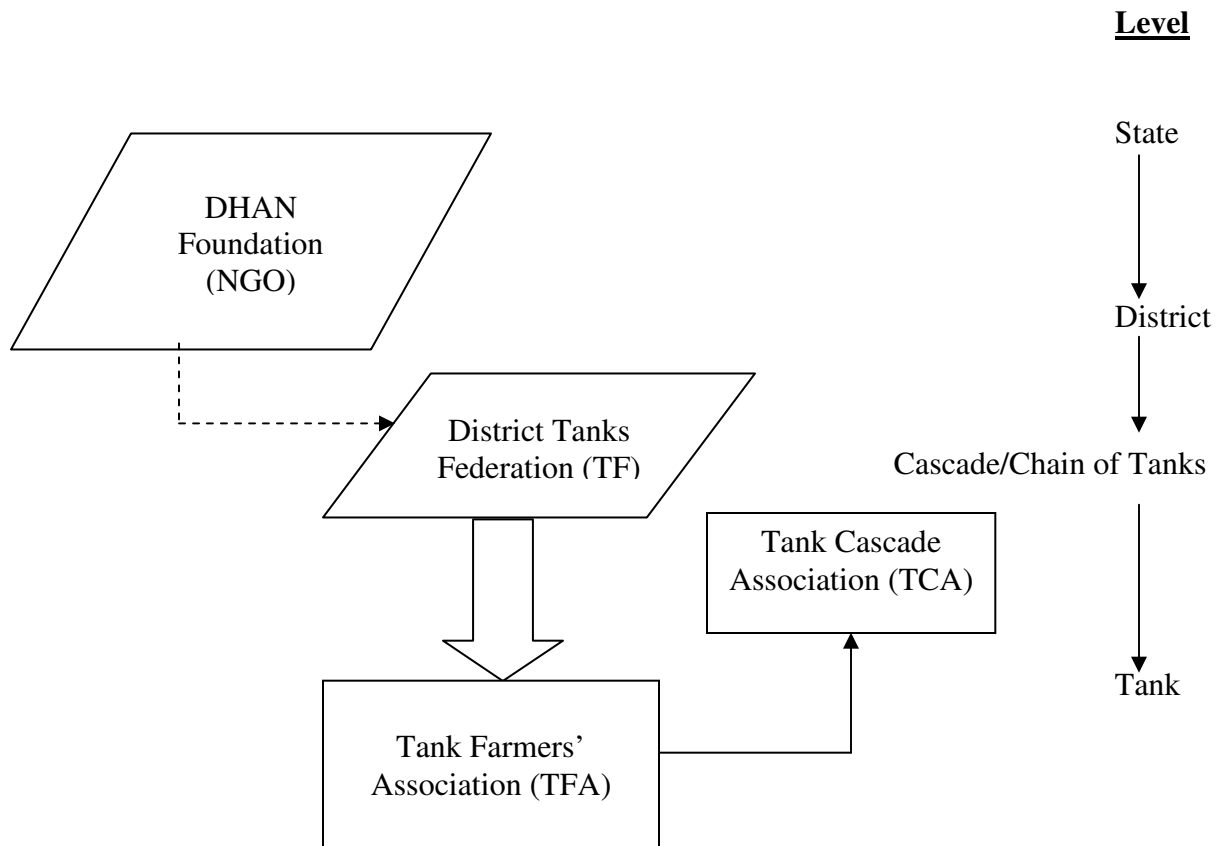 Level
State
DHAN
Foundation
(NGO)
District
District Tanks
Federation (TF)
Cascade/Chain of Tanks
Tank Cascade
Association (TCA)
Tank
Tank Farmers’
Association (TFA)